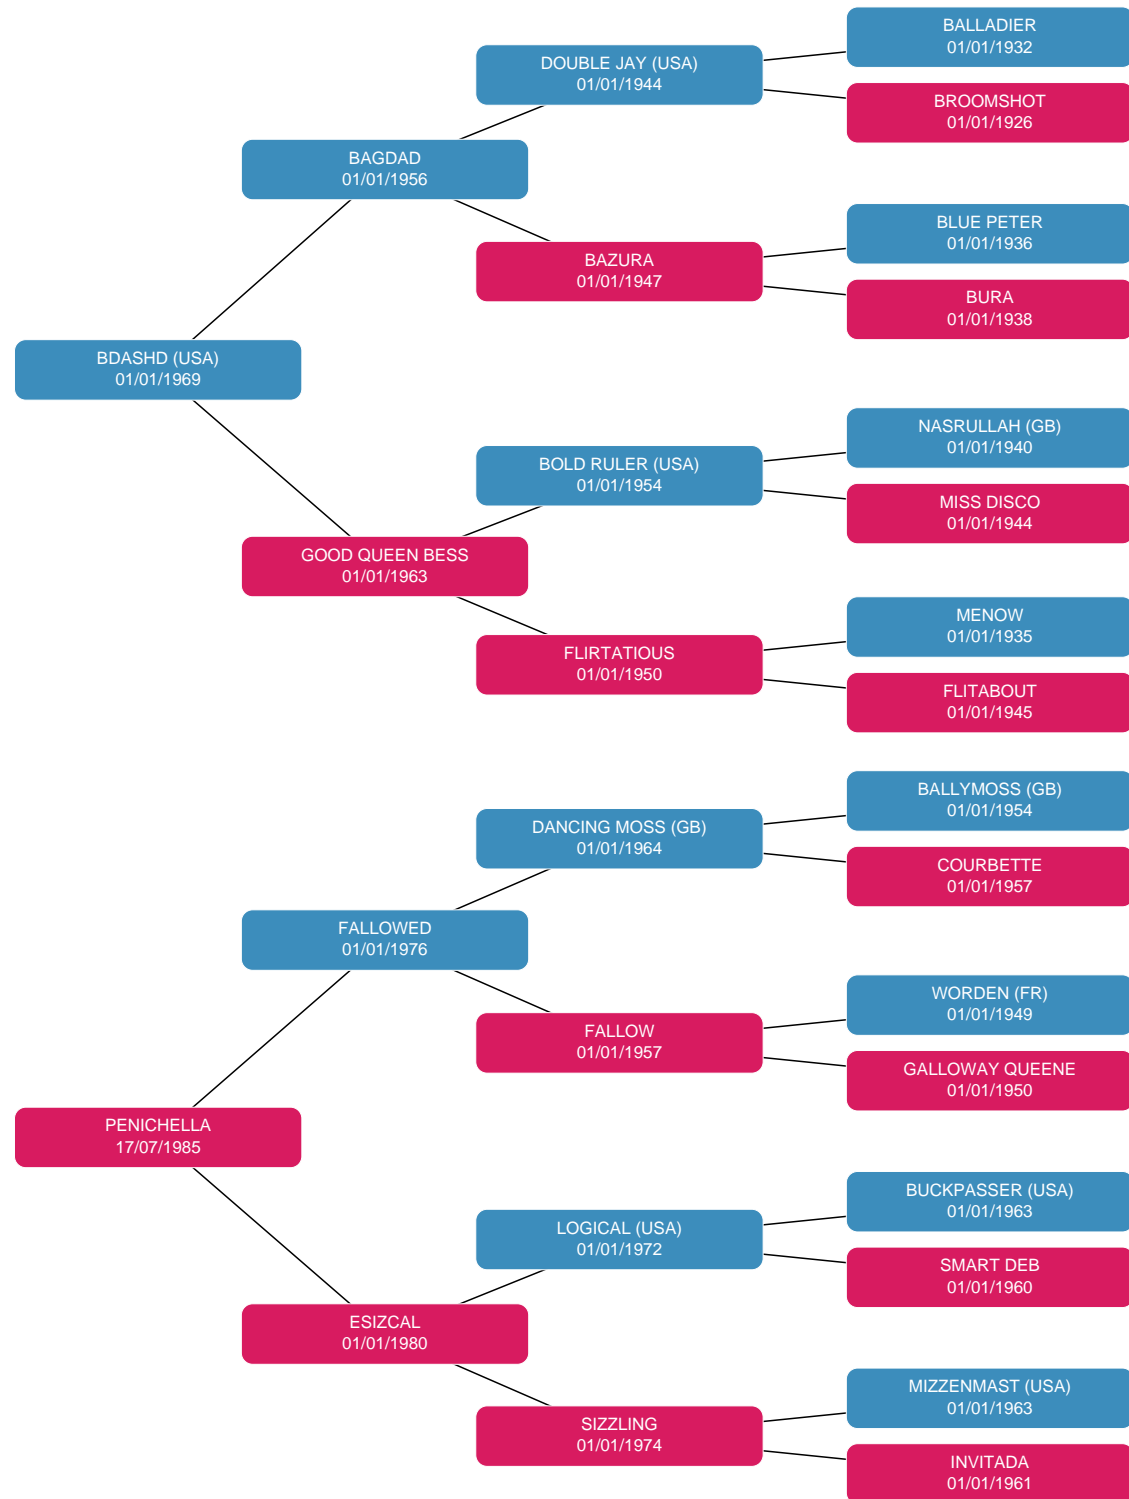 BALLADIER
01/01/1932
DOUBLE JAY (USA)
01/01/1944
BROOMSHOT
01/01/1926
BAGDAD
01/01/1956
BLUE PETER
01/01/1936
BAZURA
01/01/1947
BURA
01/01/1938
BDASHD (USA)
01/01/1969
NASRULLAH (GB)
01/01/1940
BOLD RULER (USA)
01/01/1954
MISS DISCO
01/01/1944
GOOD QUEEN BESS
01/01/1963
MENOW
01/01/1935
FLIRTATIOUS
01/01/1950
FLITABOUT
01/01/1945
BALLYMOSS (GB)
01/01/1954
DANCING MOSS (GB)
01/01/1964
COURBETTE
01/01/1957
FALLOWED
01/01/1976
WORDEN (FR)
01/01/1949
FALLOW
01/01/1957
GALLOWAY QUEENE
01/01/1950
PENICHELLA
17/07/1985
BUCKPASSER (USA)
01/01/1963
LOGICAL (USA)
01/01/1972
SMART DEB
01/01/1960
ESIZCAL
01/01/1980
MIZZENMAST (USA)
01/01/1963
SIZZLING
01/01/1974
INVITADA
01/01/1961